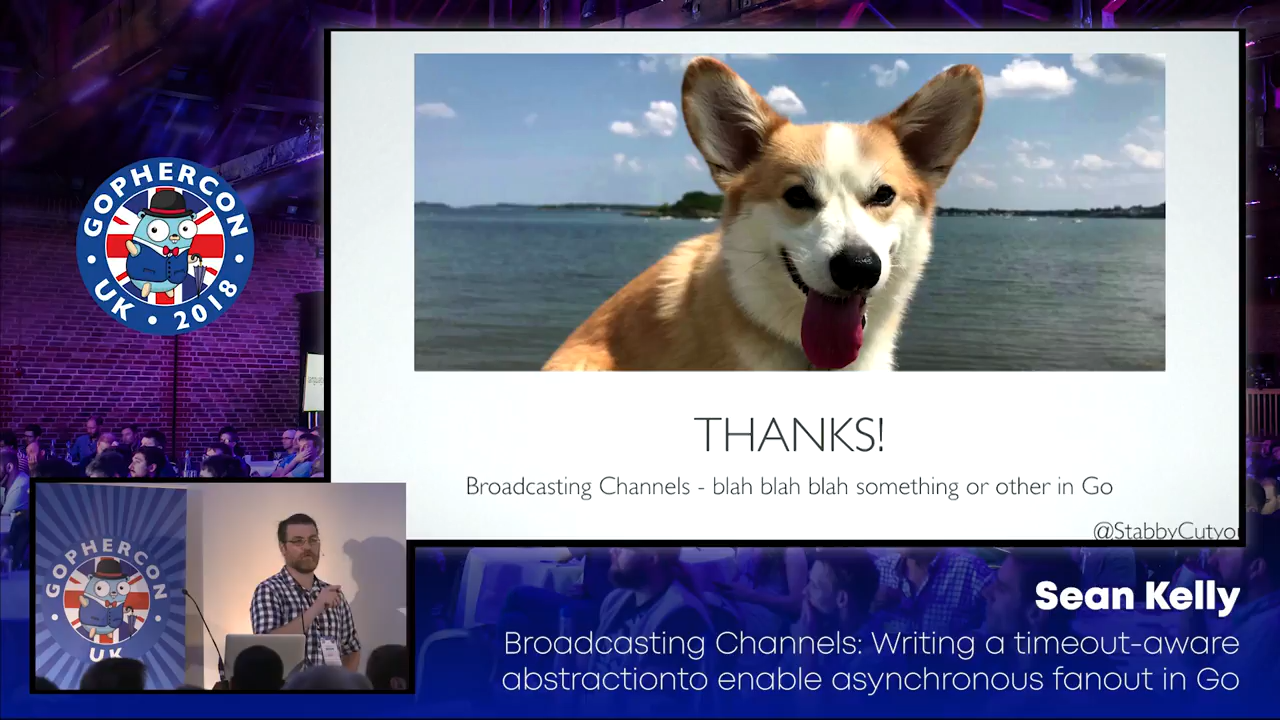 GOPHERCON
UK • 2018
THANKS!
Broadcasting Channels - blah blah blah something or other in Go
@StabbyCutyo
GOPHERCON
UK
Sean Kelly
Broadcasting Channels: Writing a timeout-aware
abstractionto enable asynchronous fanout in Go